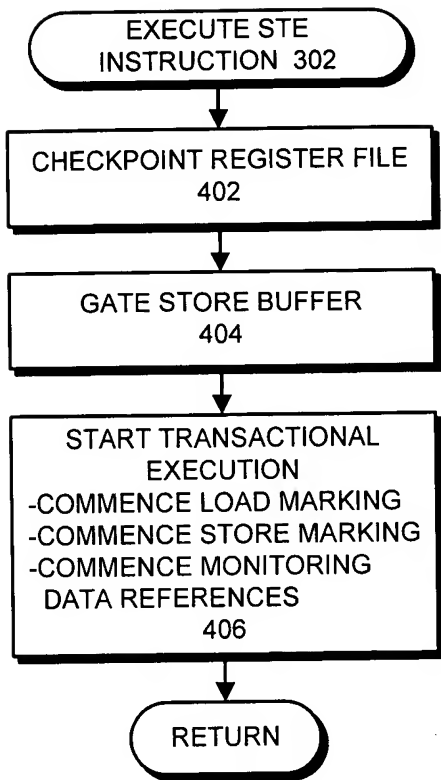 EXECUTE STE
INSTRUCTION 302
CHECKPOINT REGISTER FILE
402
GATE STORE BUFFER
404
START TRANSACTIONAL
EXECUTION
-COMMENCE LOAD MARKING
-COMMENCE STORE MARKING
-COMMENCE MONITORING
DATA REFERENCES
406
RETURN